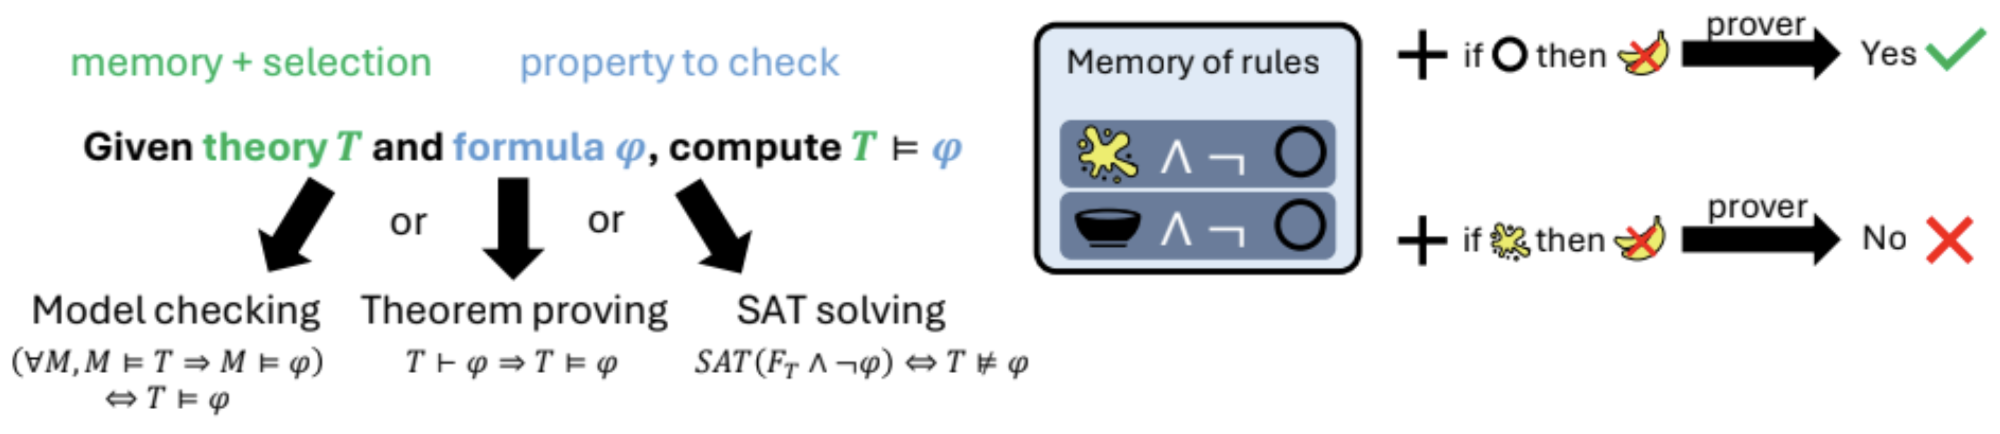 memory + selection
property to check
Given theory T and formula φ, compute T ⊨ φ
or
or
Model checking
(∀M, M ⊨ T ⇒ M ⊨ φ)
⇔ T ⊨ φ
Theorem proving
T ⊢ φ ⇒ T ⊨ φ
SAT solving
SAT(F_T ∧ ¬φ) ⇔ T ⊭ φ
Memory of rules
∧ ¬
∧ ¬
+ if then
prover
Yes
+ if then
prover
No